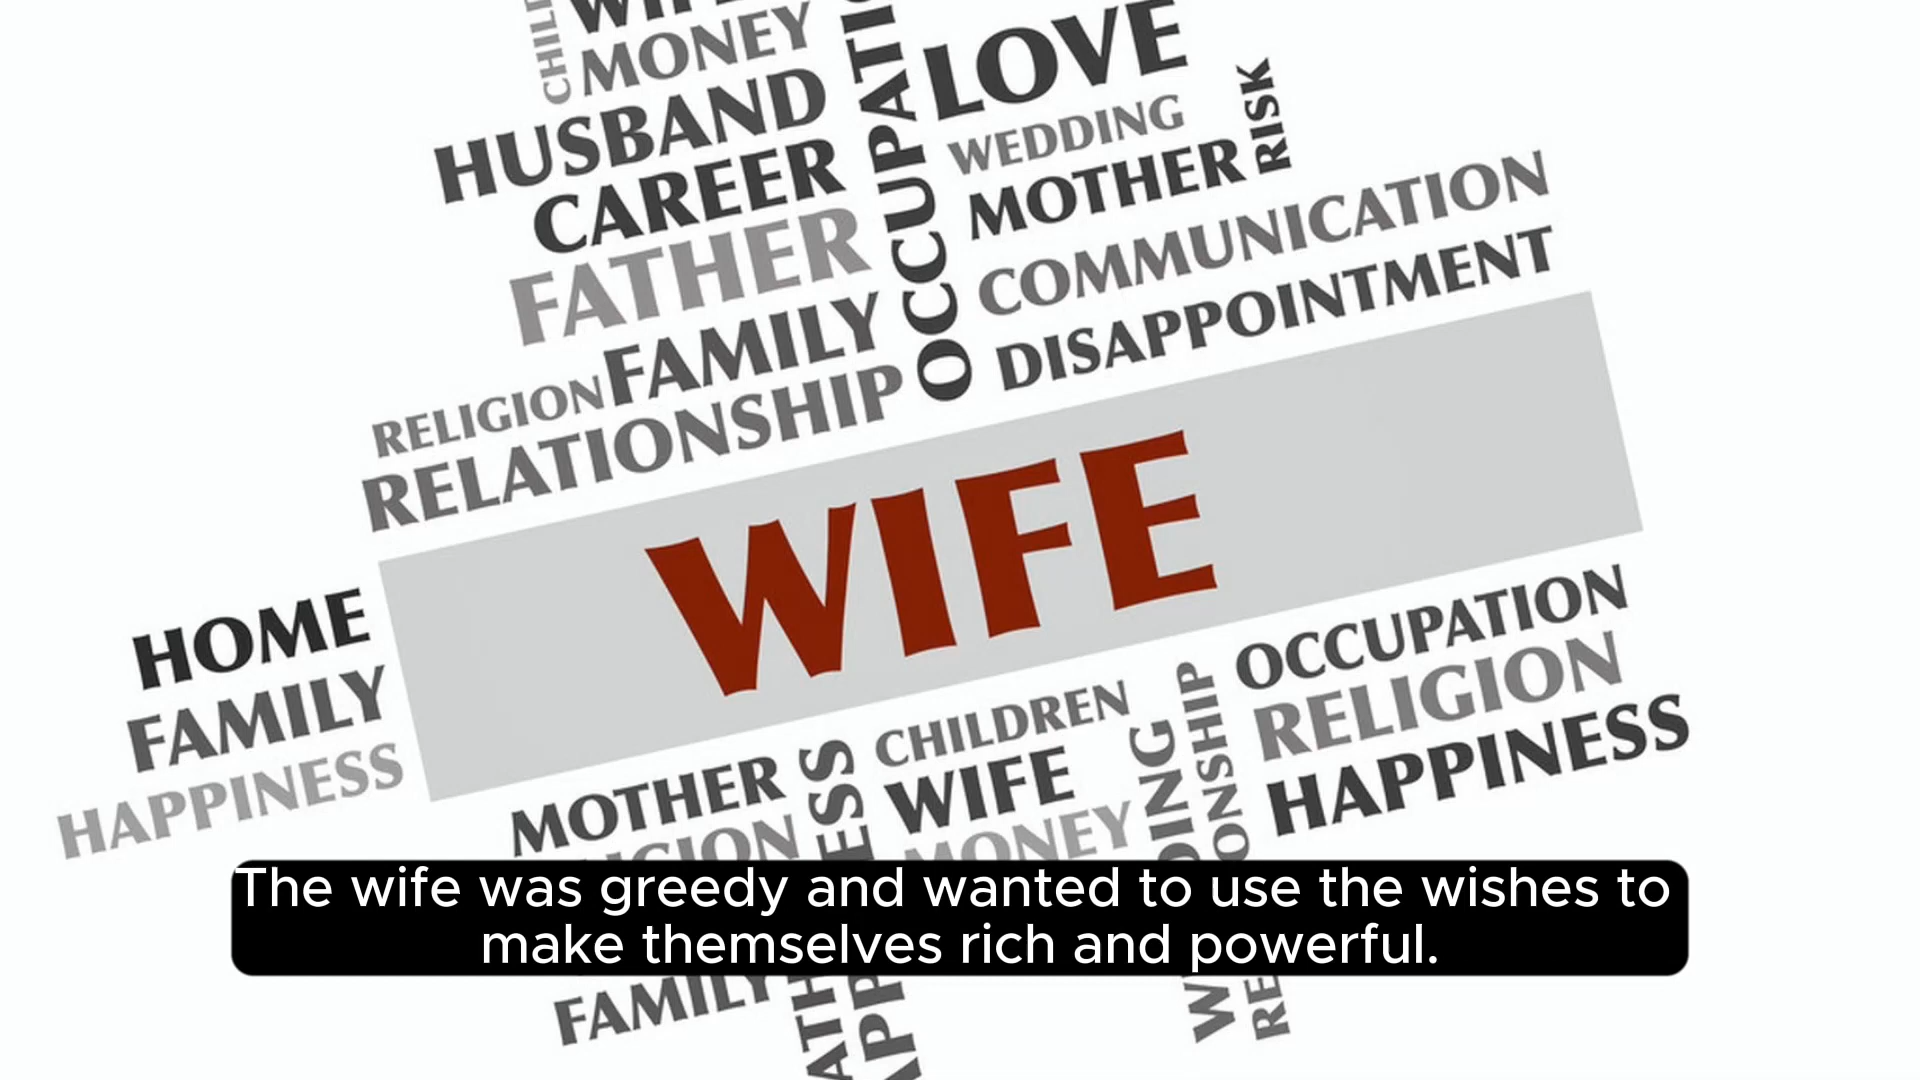 MONEY
HUSBAND
CAREER
FATHER
FAMILY
RELIGION
RELATIONSHIP
LOVE
WEDDING
MOTHER
RISK
COMMUNICATION
DISAPPOINTMENT
WIFE
HOME
FAMILY
HAPPINESS
MOTHER
CHILDREN
WIFE
MONEY
OCCUPATION
RELIGION
HAPPINESS
The wife was greedy and wanted to use the wishes to
make themselves rich and powerful.
FAMILY